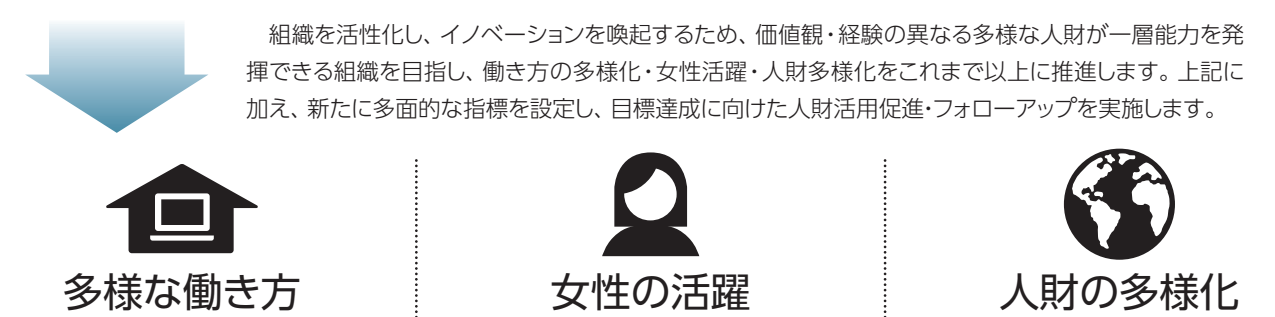 組織を活性化し、イノベーションを喚起するため、価値観・経験の異なる多様な人財が一層能力を発
揮できる組織を目指し、働き方の多様化・女性活躍・人財多様化をこれまで以上に推進します。上記に
加え、新たに多面的な指標を設定し、目標達成に向けた人財活用促進・フォローアップを実施します。
多様な働き方
女性の活躍
人財の多様化